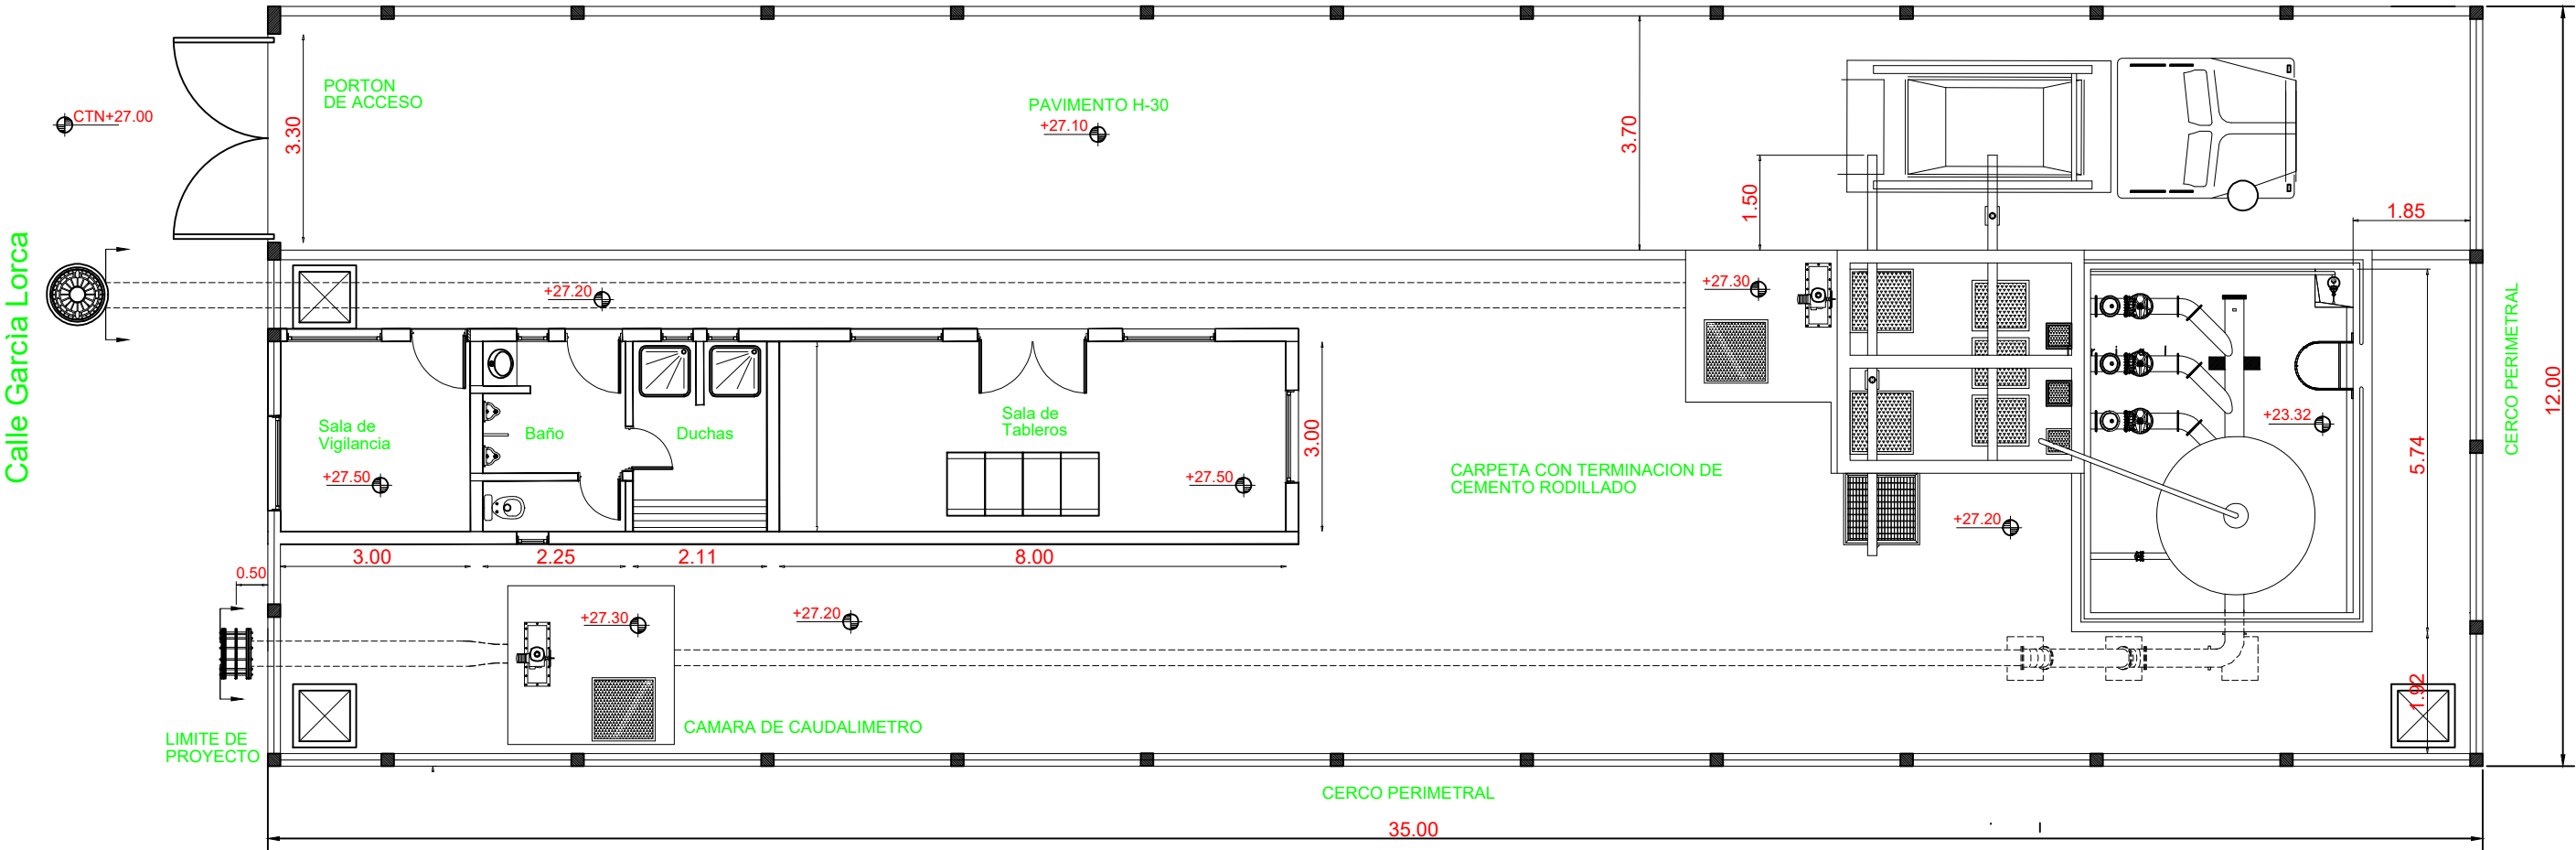 Calle Garcìa Lorca
CTN+27.00
PORTON
DE ACCESO
3.30
PAVIMENTO H-30
+27.10
3.70
1.50
1.85
+27.20
+27.30
CERCO PERIMETRAL
12.00
Sala de
Vigilancia
+27.50
Baño
Duchas
Sala de
Tableros
+27.50
3.00
CARPETA CON TERMINACION DE
CEMENTO RODILLADO
+23.32
5.74
+27.20
3.00
2.25
2.11
8.00
0.50
+27.30
+27.20
1.92
CAMARA DE CAUDALIMETRO
LIMITE DE
PROYECTO
CERCO PERIMETRAL
35.00